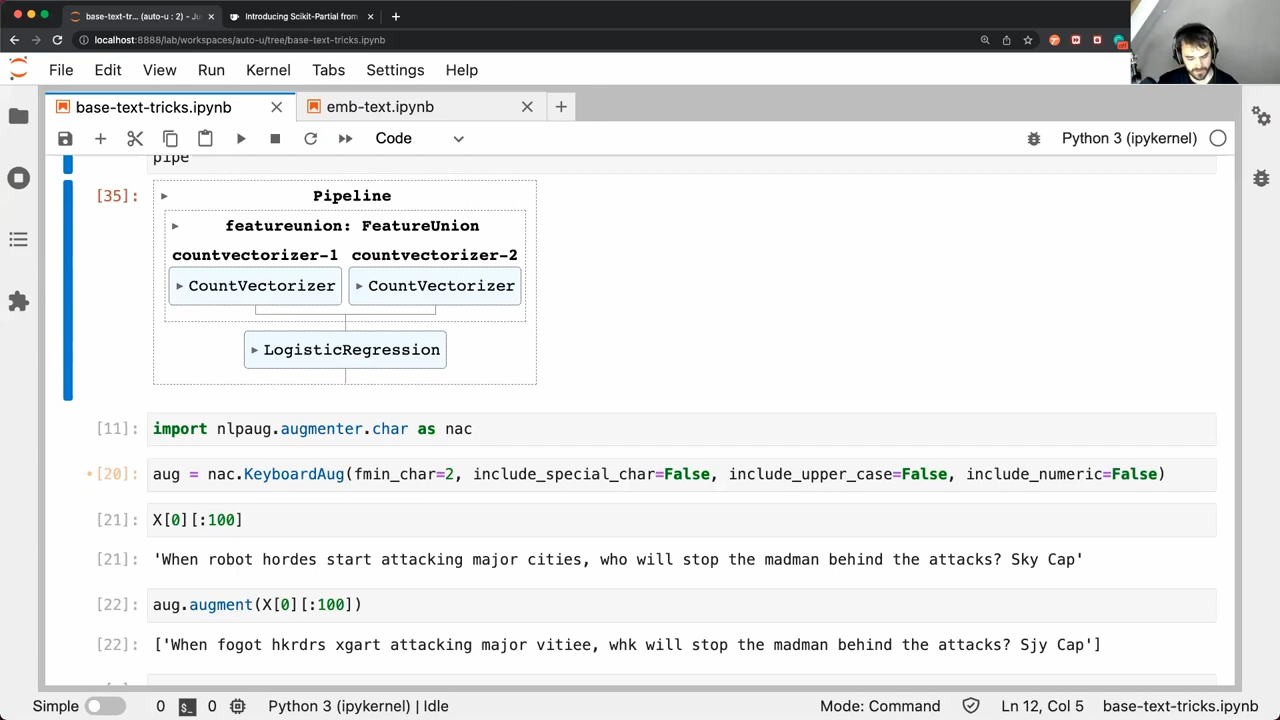 base-text-tr... (auto-u : 2) - Ju
Introducing Scikit-Partial from
localhost:8888/lab/workspaces/auto-u/tree/base-text-tricks.ipynb
File Edit View Run Kernel Tabs Settings Help
base-text-tricks.ipynb
emb-text.ipynb
Code
Python 3 (ipykernel)
pipe
[35]:
Pipeline
featureunion: FeatureUnion
countvectorizer-1 countvectorizer-2
CountVectorizer CountVectorizer
LogisticRegression
[11]: import nlpaug.augmenter.char as nac
[20]: aug = nac.KeyboardAug(fmin_char=2, include_special_char=False, include_upper_case=False, include_numeric=False)
[21]: X[0][:100]
[21]: 'When robot hordes start attacking major cities, who will stop the madman behind the attacks? Sky Cap'
[22]: aug.augment(X[0][:100])
[22]: ['When fogot hkrdrs xgart attacking major vitiee, whk will stop the madman behind the attacks? Sjy Cap']
Simple 0 $_ 0 Python 3 (ipykernel) | Idle Mode: Command Ln 12, Col 5 base-text-tricks.ipynb